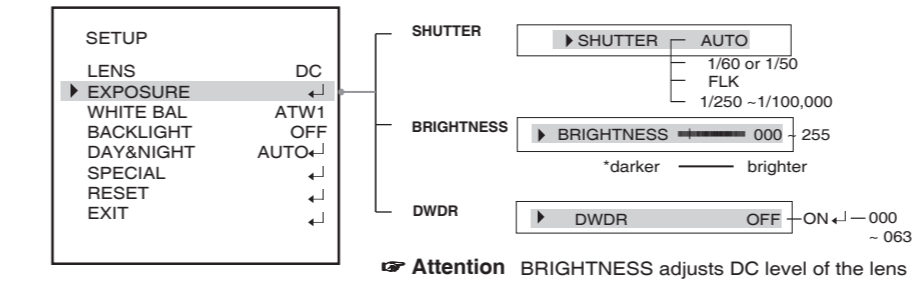 SETUP
LENS DC
EXPOSURE ↵
WHITE BAL ATW1
BACKLIGHT OFF
DAY&NIGHT AUTO↵
SPECIAL ↵
RESET ↵
EXIT ↵
SHUTTER
SHUTTER AUTO
1/60 or 1/50
FLK
1/250 ~1/100,000
BRIGHTNESS
BRIGHTNESS 000 ~ 255
*darker brighter
DWDR
DWDR OFF ON↵ 000
~ 063
☞ Attention BRIGHTNESS adjusts DC level of the lens